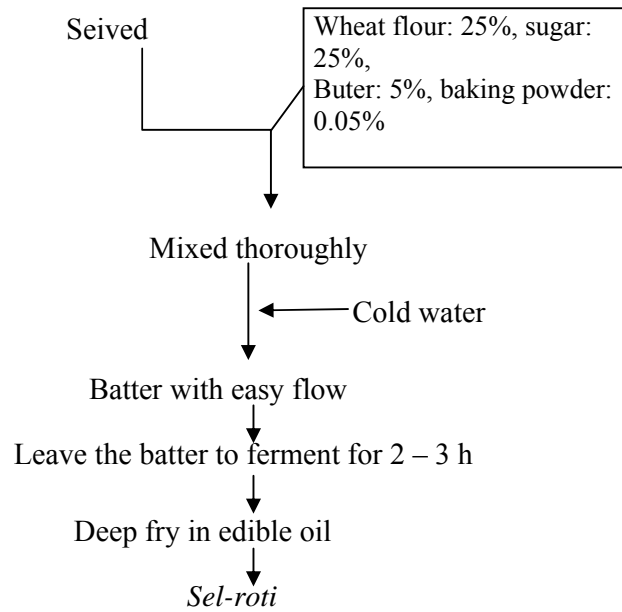 Seived
Wheat flour: 25%, sugar:
25%,
Buter: 5%, baking powder:
0.05%
Mixed thoroughly
Cold water
Batter with easy flow
Leave the batter to ferment for 2 – 3 h
Deep fry in edible oil
Sel-roti